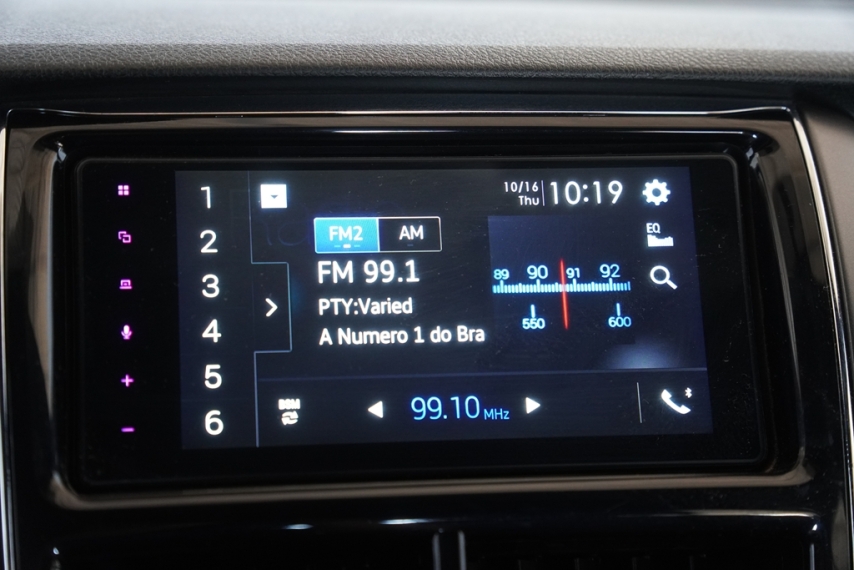 1
2
3
4
5
6
10/16
Thu
10:19
FM2 AM
EQ
FM 99.1
PTY:Varied
A Numero 1 do Bra
89 90 91 92
550 600
BSM
99.10 MHz